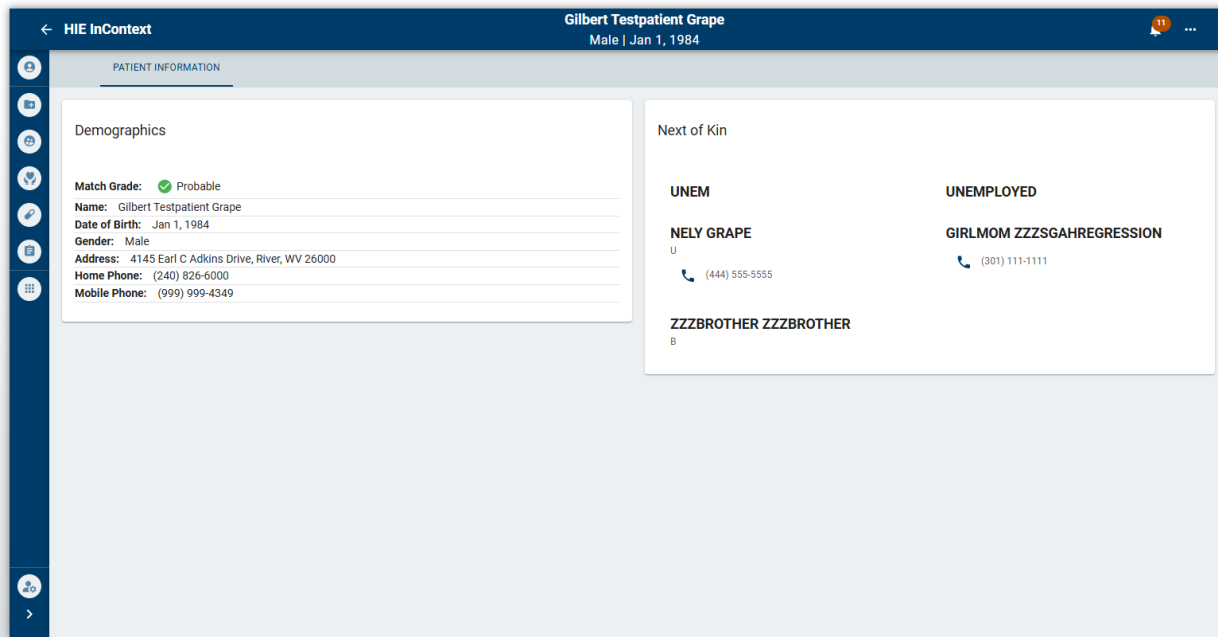 HIE InContext
Gilbert Testpatient Grape
Male | Jan 1, 1984
11
PATIENT INFORMATION
Demographics
Match Grade: Probable
Name: Gilbert Testpatient Grape
Date of Birth: Jan 1, 1984
Gender: Male
Address: 4145 Earl C Adkins Drive, River, WV 26000
Home Phone: (240) 826-6000
Mobile Phone: (999) 999-4349
Next of Kin
UNEM
UNEMPLOYED
NELY GRAPE
U
(444) 555-5555
GIRLMOM ZZZSGAHREGRESSION
(301) 111-1111
ZZZBROTHER ZZZBROTHER
B